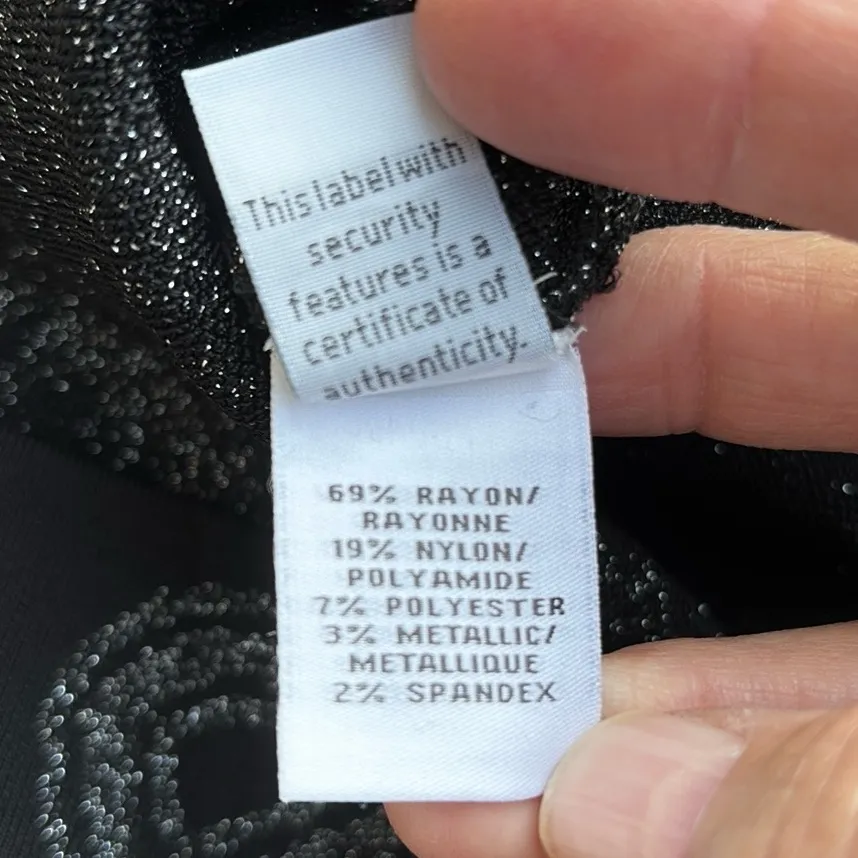 This label with
security
features is a
certificate of
authenticity.
69% RAYON/
RAYONNE
19% NYLON/
POLYAMIDE
7% POLYESTER
3% METALLIC/
METALLIQUE
2% SPANDEX